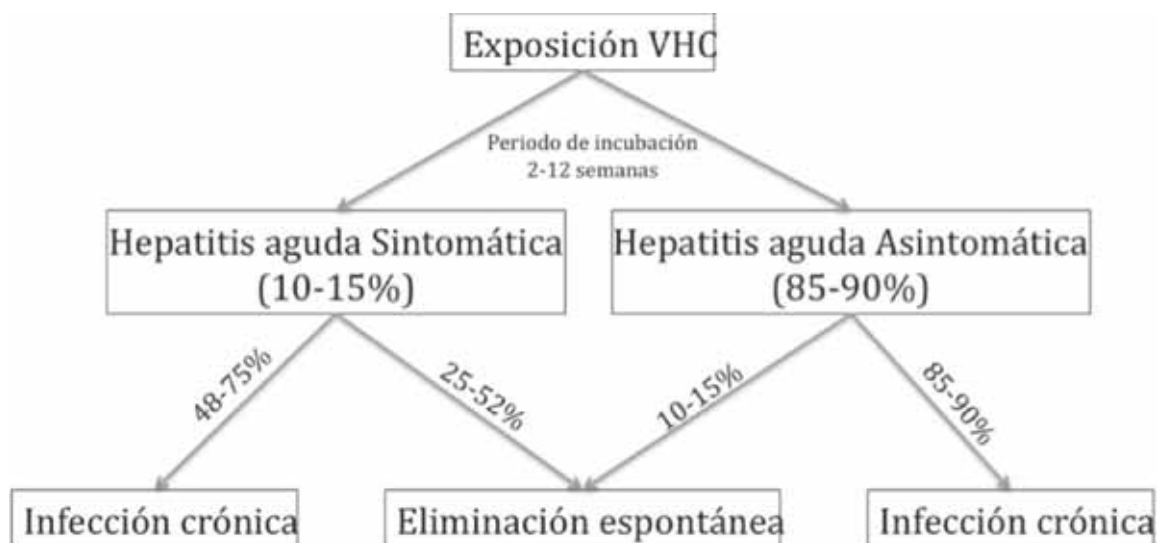 Exposición VHC
Periodo de incubación
2-12 semanas
Hepatitis aguda Sintomática
(10-15%)
Hepatitis aguda Asintomática
(85-90%)
48-75%
25-52%
10-15%
85-90%
Infección crónica
Eliminación espontánea
Infección crónica